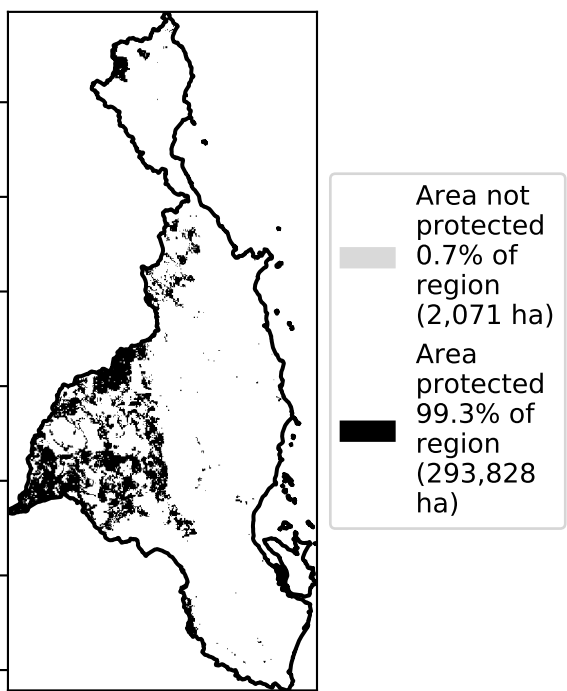 Area not
protected
0.7% of
region
(2,071 ha)
Area
protected
99.3% of
region
(293,828
ha)